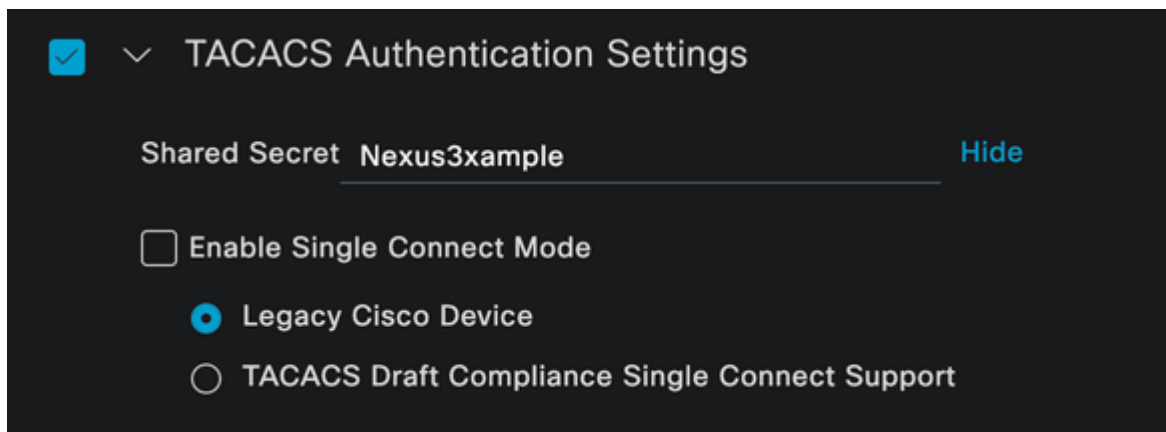 TACACS Authentication Settings
Shared Secret Nexus3xample Hide
Enable Single Connect Mode
Legacy Cisco Device
TACACS Draft Compliance Single Connect Support